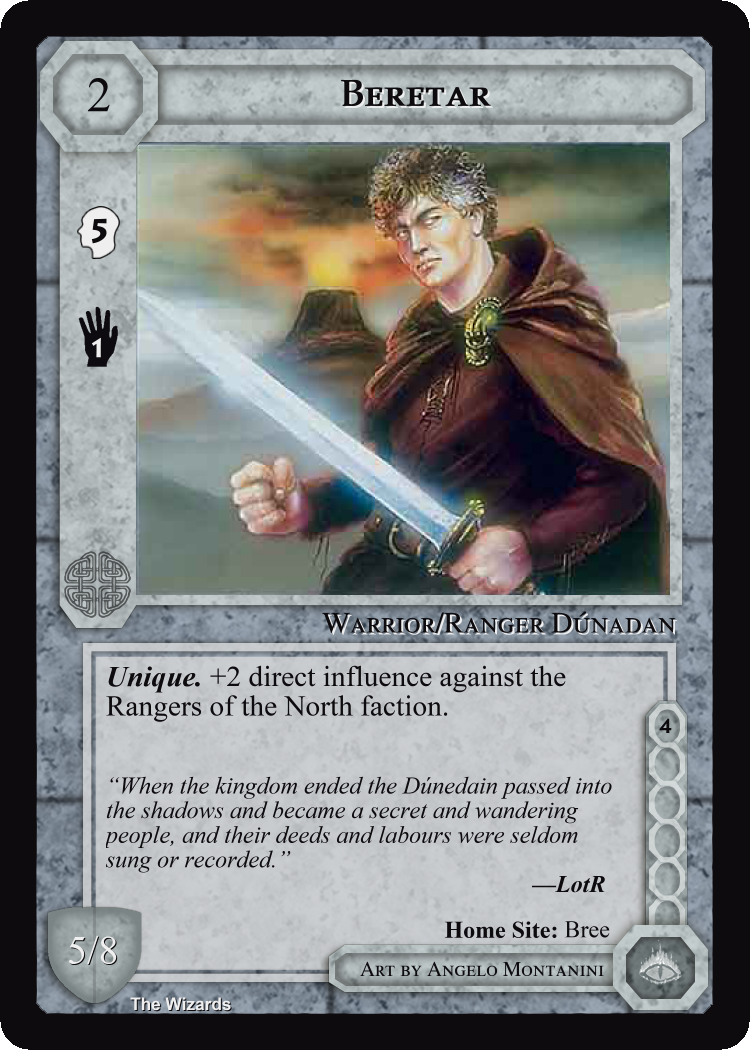 2
BERETAR
5
1
WARRIOR/RANGER DÚNADAN
Unique. +2 direct influence against the
Rangers of the North faction.
4
“When the kingdom ended the Dúnedain passed into
the shadows and became a secret and wandering
people, and their deeds and labours were seldom
sung or recorded.”
—LotR
Home Site: Bree
5/8
ART BY ANGELO MONTANINI
The Wizards